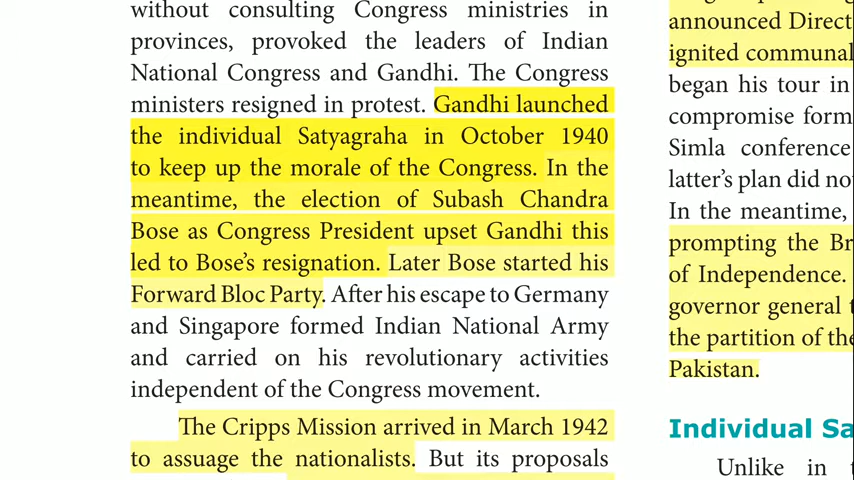 without consulting Congress ministries in
provinces, provoked the leaders of Indian
National Congress and Gandhi. The Congress
ministers resigned in protest. Gandhi launched
the individual Satyagraha in October 1940
to keep up the morale of the Congress. In the
meantime, the election of Subash Chandra
Bose as Congress President upset Gandhi this
led to Bose's resignation. Later Bose started his
Forward Bloc Party. After his escape to Germany
and Singapore formed Indian National Army
and carried on his revolutionary activities
independent of the Congress movement.
The Cripps Mission arrived in March 1942
to assuage the nationalists. But its proposals
announced Direct
ignited communal
began his tour in
compromise form
Simla conference
latter's plan did no
In the meantime,
prompting the Br
of Independence.
governor general t
the partition of the
Pakistan.
Individual Sa
Unlike in t